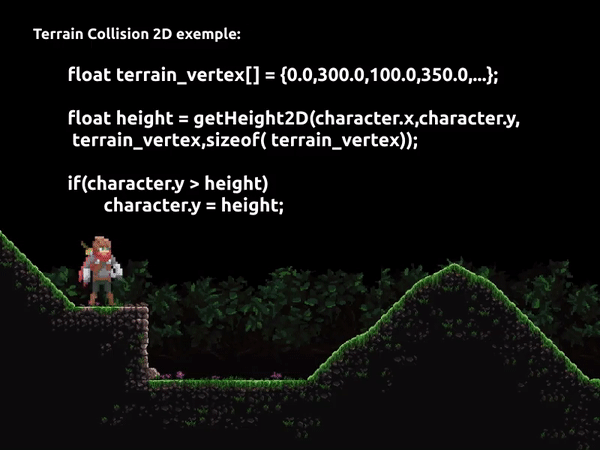 Terrain Collision 2D exemple:
float terrain_vertex[] = {0.0,300.0,100.0,350.0,...};
float height = getHeight2D(character.x,character.y,
terrain_vertex,sizeof( terrain_vertex));
if(character.y > height)
character.y = height;